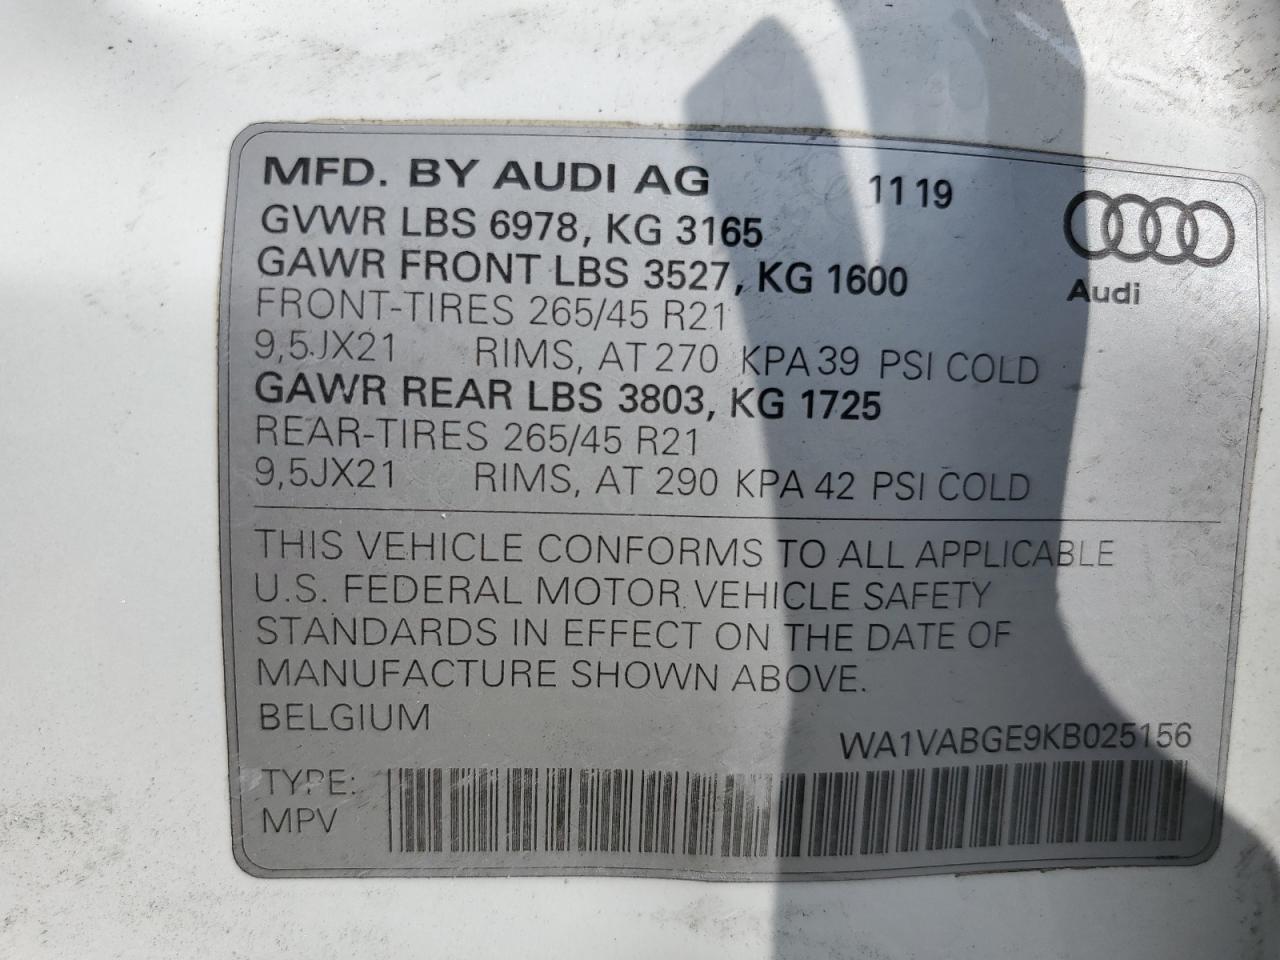 MFD. BY AUDI AG 11 19
GVWR LBS 6978, KG 3165
GAWR FRONT LBS 3527, KG 1600
Audi
FRONT-TIRES 265/45 R21
9,5JX21 RIMS, AT 270 KPA 39 PSI COLD
GAWR REAR LBS 3803, KG 1725
REAR-TIRES 265/45 R21
9,5JX21 RIMS, AT 290 KPA 42 PSI COLD
THIS VEHICLE CONFORMS TO ALL APPLICABLE
U.S. FEDERAL MOTOR VEHICLE SAFETY
STANDARDS IN EFFECT ON THE DATE OF
MANUFACTURE SHOWN ABOVE.
BELGIUM
WA1VABGE9KB025156
TYPE:
MPV